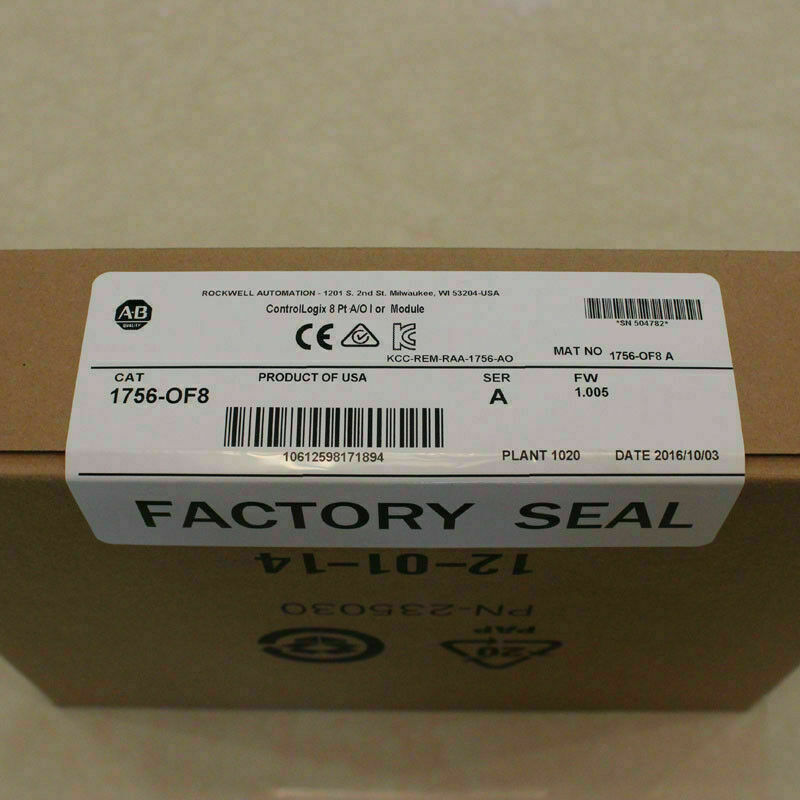 ROCKWELL AUTOMATION - 1201 S. 2nd St. Milwaukee, WI 53204-USA
ControlLogix 8 Pt A/O I or Module
A-B
QUALITY
CE
*SN 504782*
KCC-REM-RAA-1756-AO
MAT NO 1756-OF8 A
CAT PRODUCT OF USA SER FW
1756-OF8 A 1.005
10612598171894 PLANT 1020 DATE 2016/10/03
FACTORY SEAL
12-01-14
PN-235030
PAP
20